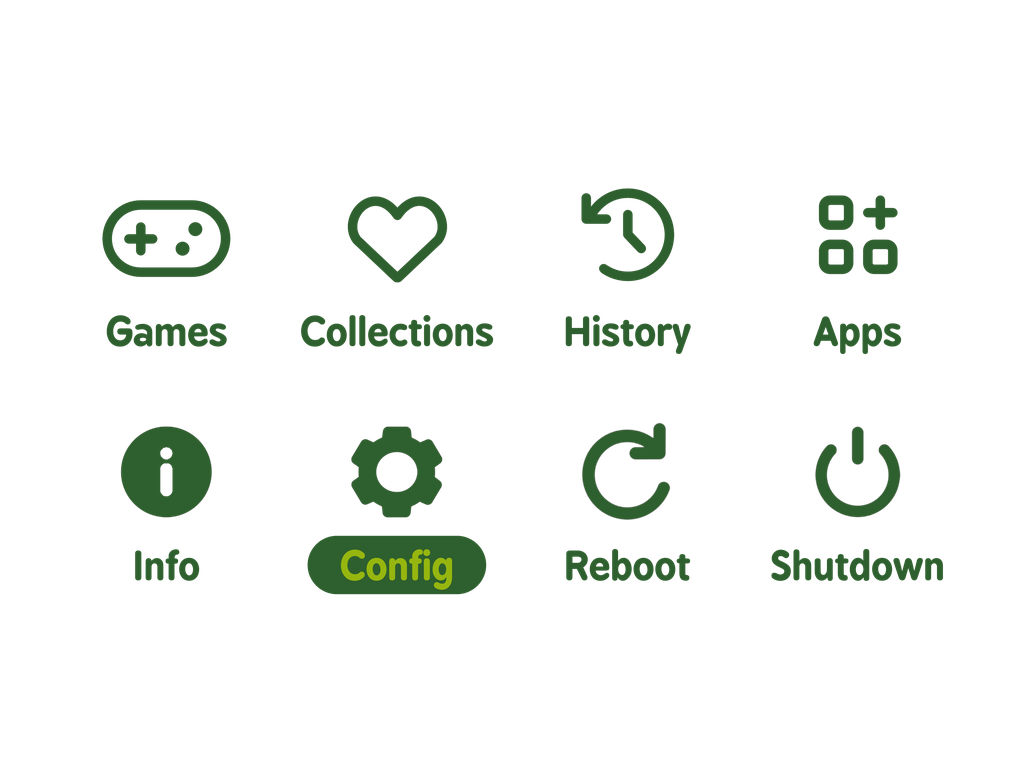 Games
Collections
History
Apps
Info
Config
Reboot
Shutdown